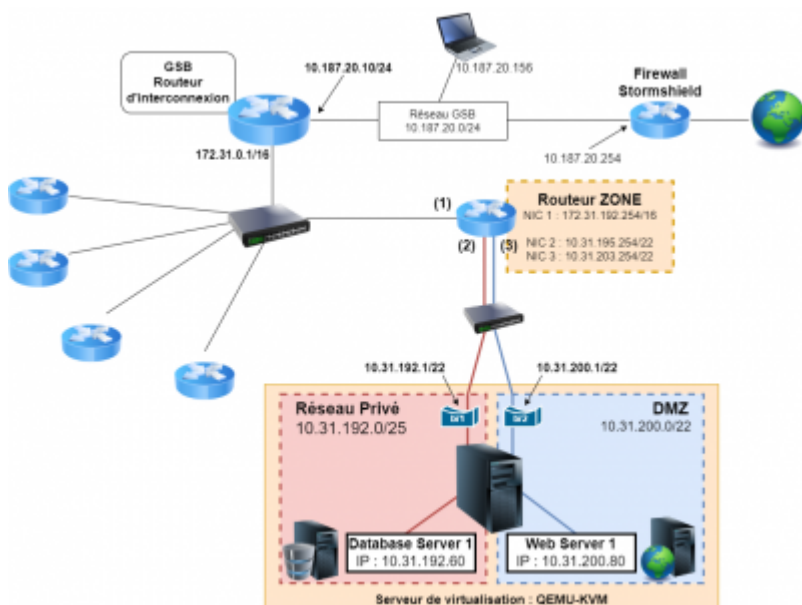 GSB
Routeur
d'interconnexion
10.187.20.10/24
10.187.20.156
Firewall
Stormshield
Réseau GSB
10.187.20.0/24
10.187.20.254
172.31.0.1/16
(1)
Routeur ZONE
NIC 1 : 172.31.192.254/16
(2)
(3)
NIC 2 : 10.31.195.254/22
NIC 3 : 10.31.203.254/22
10.31.192.1/22
10.31.200.1/22
Réseau Privé
10.31.192.0/25
DMZ
10.31.200.0/22
Database Server 1
IP : 10.31.192.60
Web Server 1
IP : 10.31.200.80
Serveur de virtualisation : QEMU-KVM